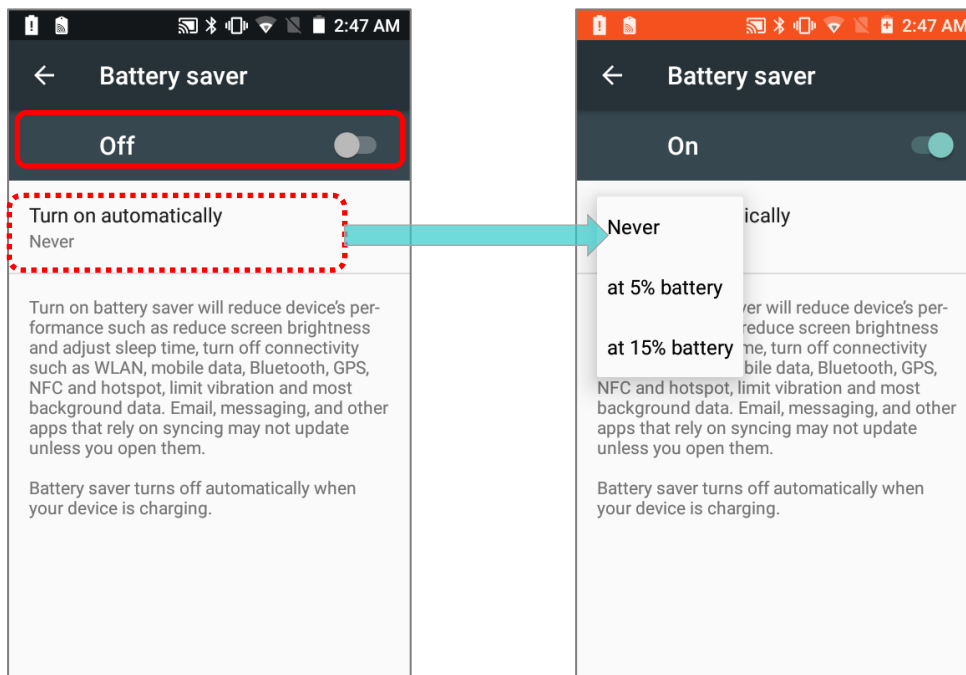 2:47 AM
Battery saver
Off
Turn on automatically
Never
Turn on battery saver will reduce device's per-
formance such as reduce screen brightness
and adjust sleep time, turn off connectivity
such as WLAN, mobile data, Bluetooth, GPS,
NFC and hotspot, limit vibration and most
background data. Email, messaging, and other
apps that rely on syncing may not update
unless you open them.
Battery saver turns off automatically when
your device is charging.
2:47 AM
Battery saver
On
Never
ically
at 5% battery
at 15% battery
ver will reduce device's per-
reduce screen brightness
me, turn off connectivity
bile data, Bluetooth, GPS,
NFC and hotspot, limit vibration and most
background data. Email, messaging, and other
apps that rely on syncing may not update
unless you open them.
Battery saver turns off automatically when
your device is charging.